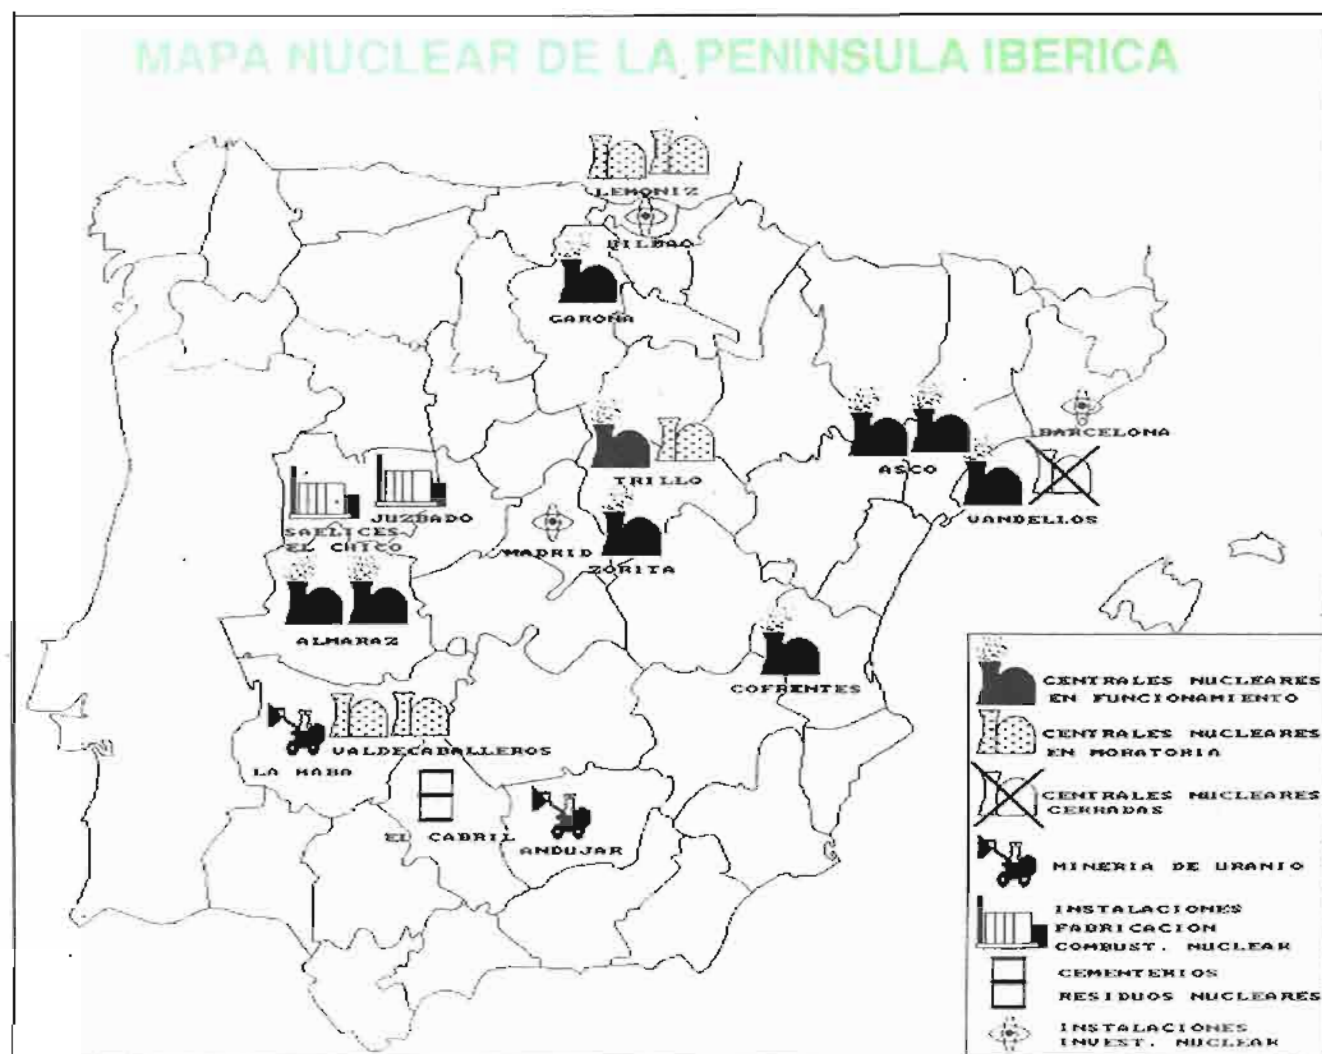 MAPA NUCLEAR DE LA PENINSULA IBERICA
LEMONIZ
BILBAO
GAROÑA
BARCELONA
ASCO
TRILLO
VANDELLOS
JUZBADO
SAELICES
EL CHICO
MADRID
ZORITA
ALMARAZ
COFRENTES
VALDECABALLEROS
LA HABA
EL CABRIL
ANDUJAR
CENTRALES NUCLEARES
EN FUNCIONAMIENTO
CENTRALES NUCLEARES
EN MORATORIA
CENTRALES NUCLEARES
CERRADAS
MINERIA DE URANIO
INSTALACIONES
FABRICACION
COMBUST. NUCLEAR
CEMENTERIOS
RESIDUOS NUCLEARES
INSTALACIONES
INVEST. NUCLEAR